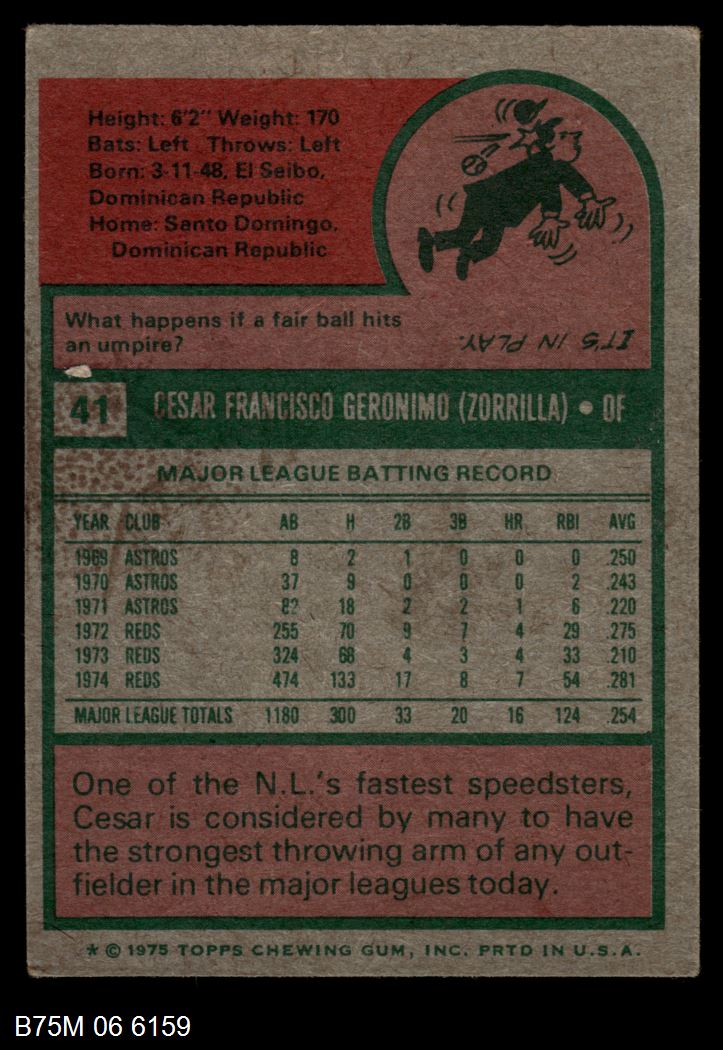 Height: 6'2" Weight: 170
Bats: Left Throws: Left
Born: 3-11-48, El Seibo,
Dominican Republic
Home: Santo Domingo,
Dominican Republic
What happens if a fair ball hits
an umpire?
IT'S IN PLAY.
41 CESAR FRANCISCO GERONIMO (ZORRILLA) • OF
MAJOR LEAGUE BATTING RECORD
YEAR CLUB AB H 2B 3B HR RBI AVG
1969 ASTROS 8 2 1 0 0 0 .250
1970 ASTROS 37 9 0 0 0 2 .243
1971 ASTROS 82 18 2 2 1 6 .220
1972 REDS 255 70 9 7 4 29 .275
1973 REDS 324 68 4 3 4 33 .210
1974 REDS 474 133 17 8 7 54 .281
MAJOR LEAGUE TOTALS 1180 300 33 20 16 124 .254
One of the N.L.'s fastest speedsters,
Cesar is considered by many to have
the strongest throwing arm of any out-
fielder in the major leagues today.
* © 1975 TOPPS CHEWING GUM, INC. PRTD IN U.S.A.
B75M 06 6159